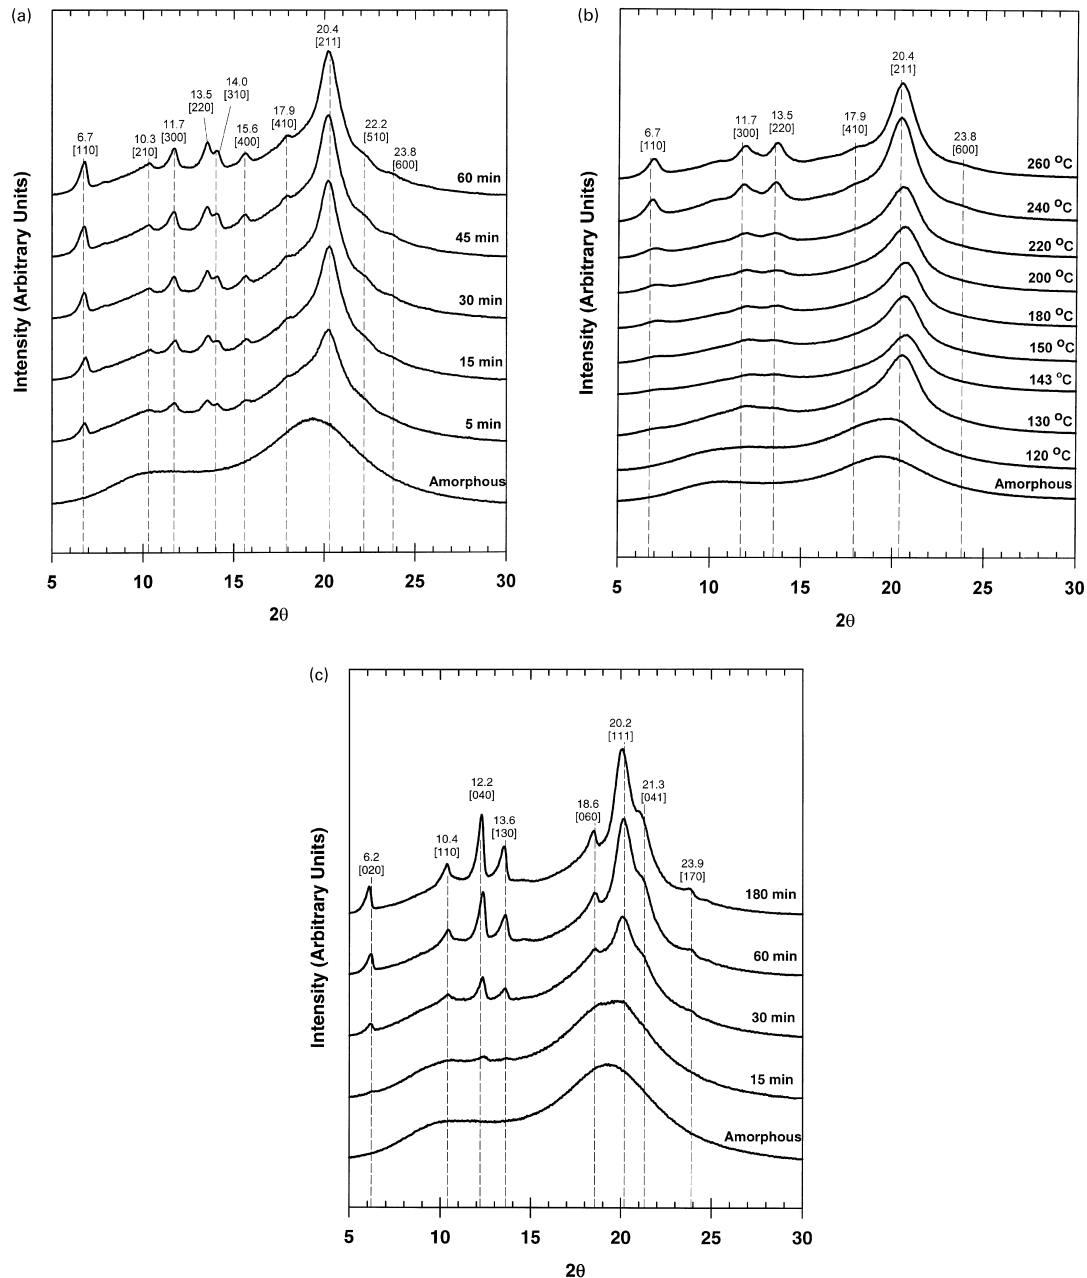 (a)
20.4
[211]
14.0
[310]
13.5
[220]
17.9
[410]
11.7
[300]
15.6
[400]
22.2
[510]
6.7
[110]
10.3
[210]
23.8
[600]
60 min
45 min
30 min
15 min
5 min
Amorphous
Intensity (Arbitrary Units)
5 10 15 20 25 30
2θ
(b)
20.4
[211]
13.5
[220]
11.7
[300]
17.9
[410]
6.7
[110]
23.8
[600]
260 °C
240 °C
220 °C
200 °C
180 °C
150 °C
143 °C
130 °C
120 °C
Amorphous
Intensity (Arbitrary Units)
5 10 15 20 25 30
2θ
(c)
20.2
[111]
12.2
[040]
21.3
[041]
18.6
[060]
13.6
[130]
10.4
[110]
6.2
[020]
23.9
[170]
180 min
60 min
30 min
15 min
Amorphous
Intensity (Arbitrary Units)
5 10 15 20 25 30
2θ